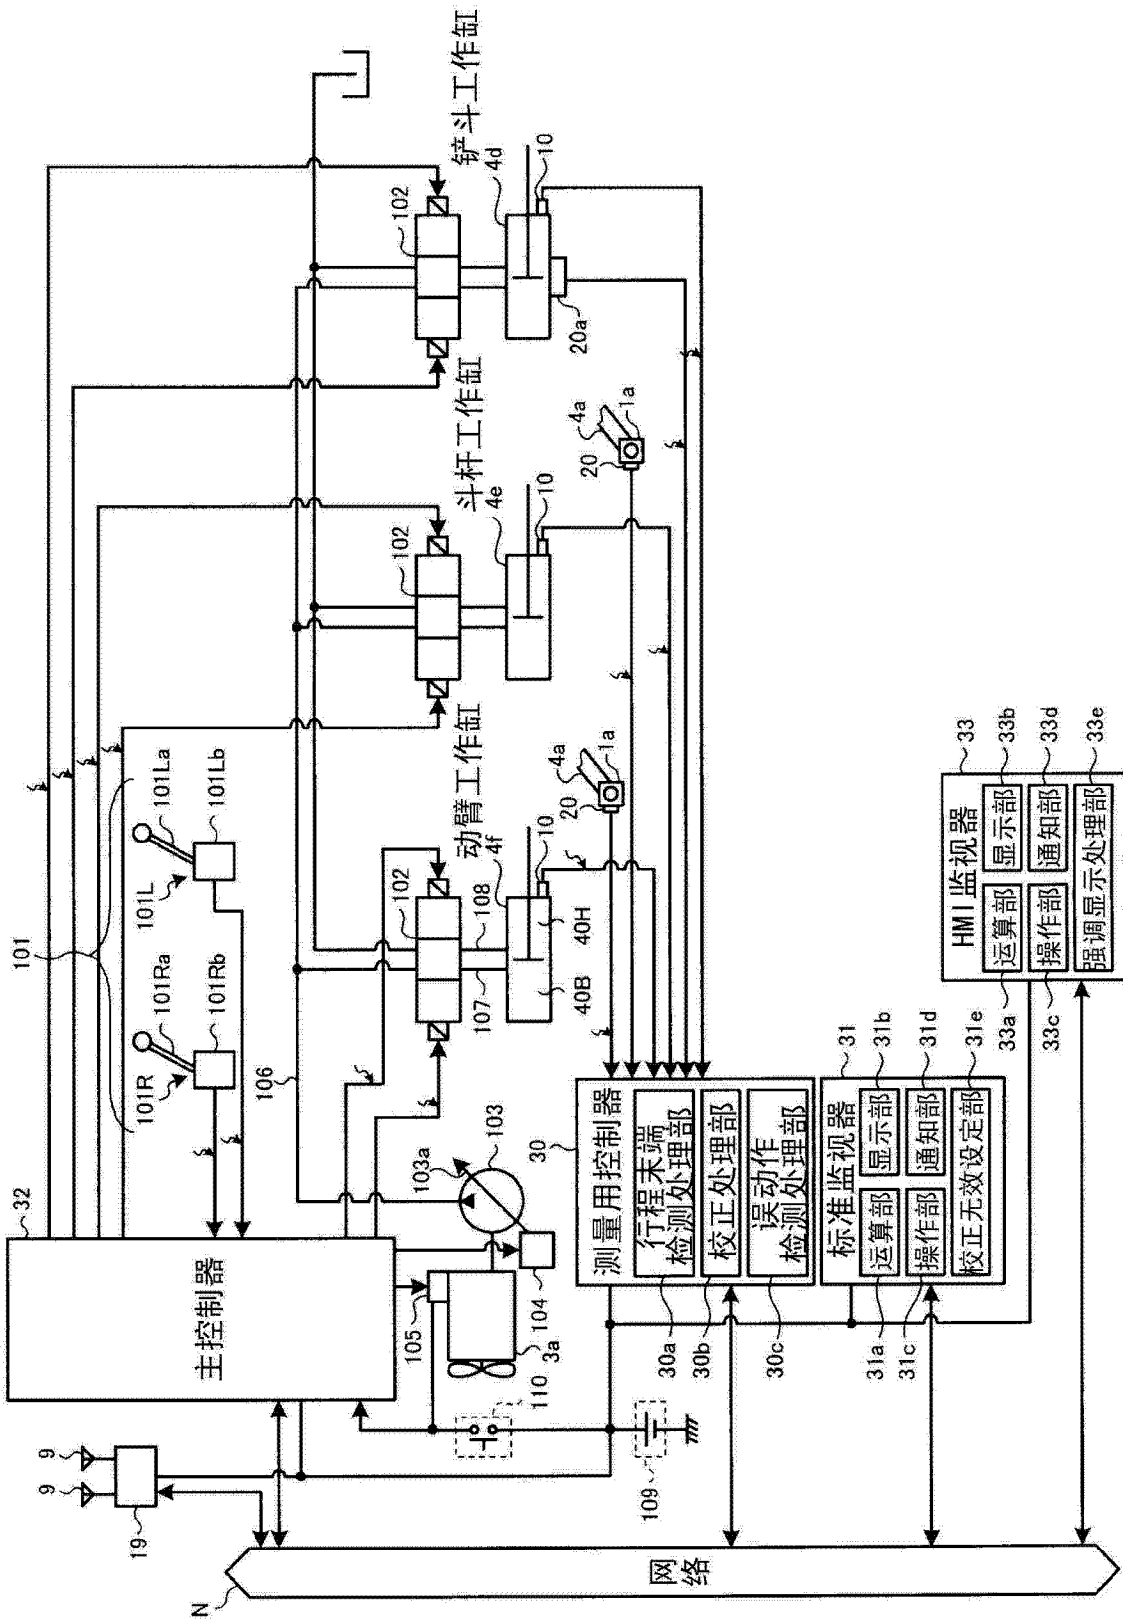 N
网络
19
9
9
32
主控制器
101
101R
101Ra
101Rb
101L
101La
101Lb
106
105
103a
103
104
3a
110
109
动臂工作缸
102
4f
107
108
40B
40H
10
斗杆工作缸
102
4e
10
铲斗工作缸
102
4d
10
20a
20
4a
1a
20
4a
1a
30
测量用控制器
行程末端
检测处理部
校正处理部
误动作
检测处理部
30a
30b
30c
31
标准监视器
运算部
显示部
操作部
通知部
校正无效设定部
31a
31b
31c
31d
31e
33
HMI监视器
运算部
显示部
操作部
通知部
强调显示处理部
33a
33b
33c
33d
33e